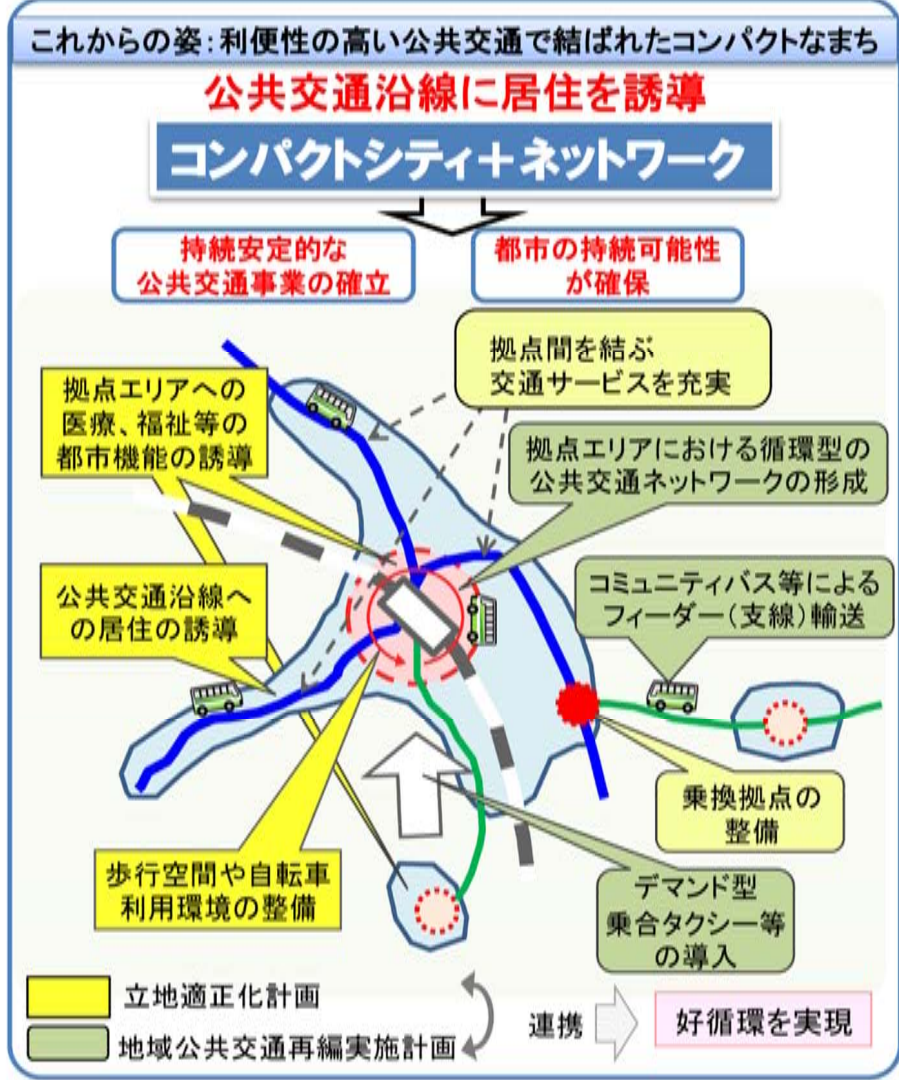 これからの姿：利便性の高い公共交通で結ばれたコンパクトなまち
公共交通沿線に居住を誘導
コンパクトシティ＋ネットワーク
持続安定的な
公共交通事業の確立
都市の持続可能性
が確保
拠点間を結ぶ
交通サービスを充実
拠点エリアへの
医療、福祉等の
都市機能の誘導
拠点エリアにおける循環型の
公共交通ネットワークの形成
公共交通沿線へ
の居住の誘導
コミュニティバス等による
フィーダー（支線）輸送
乗換拠点の
整備
歩行空間や自転車
利用環境の整備
デマンド型
乗合タクシー等
の導入
立地適正化計画
地域公共交通再編実施計画
連携
好循環を実現